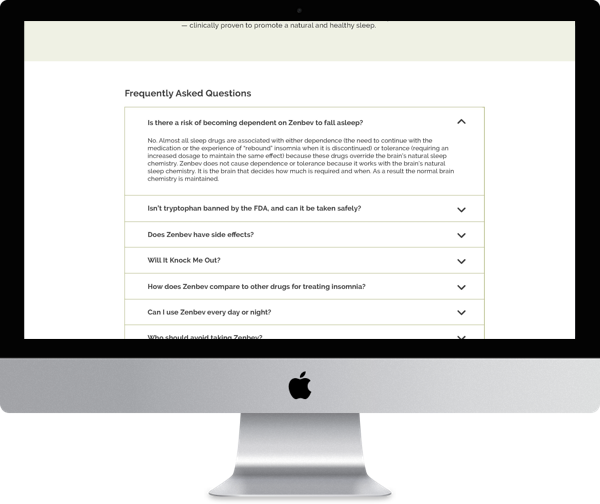 — clinically proven to promote a natural and healthy sleep.
Frequently Asked Questions
Is there a risk of becoming dependent on Zenbev to fall asleep?
No. Almost all sleep drugs are associated with either dependence (the need to continue with the
medication or the experience of "rebound" insomnia when it is discontinued) or tolerance (requiring an
increased dosage to maintain the same effect) because these drugs override the brain's natural sleep
chemistry. Zenbev does not cause dependence or tolerance because it works with the brain's natural
sleep chemistry. It is the brain that decides how much is required and when. As a result the normal brain
chemistry is maintained.
Isn't tryptophan banned by the FDA, and can it be taken safely?
Does Zenbev have side effects?
Will It Knock Me Out?
How does Zenbev compare to other drugs for treating insomnia?
Can I use Zenbev every day or night?
Who should avoid taking Zenbev?